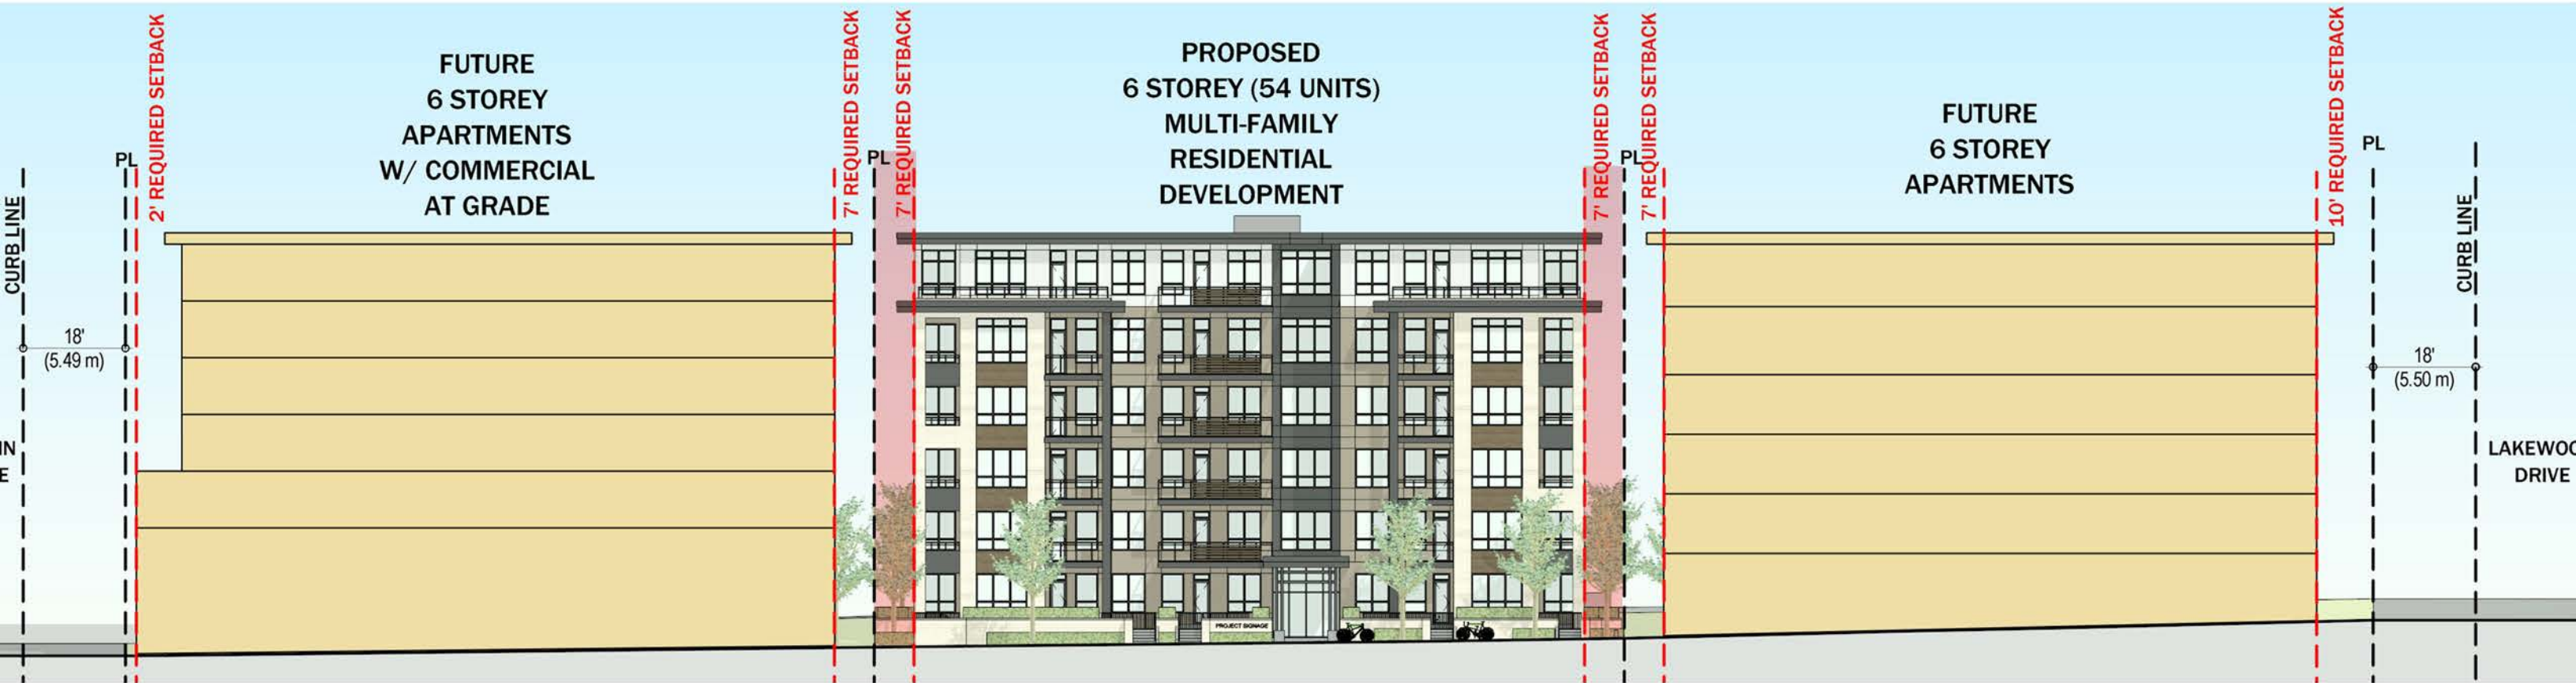 CURB LINE
18'
(5.49 m)
PL
2' REQUIRED SETBACK
FUTURE
6 STOREY
APARTMENTS
W/ COMMERCIAL
AT GRADE
7' REQUIRED SETBACK
PL
7' REQUIRED SETBACK
PROPOSED
6 STOREY (54 UNITS)
MULTI-FAMILY
RESIDENTIAL
DEVELOPMENT
PROJECT SIGNAGE
7' REQUIRED SETBACK
PL
7' REQUIRED SETBACK
FUTURE
6 STOREY
APARTMENTS
10' REQUIRED SETBACK
PL
18'
(5.50 m)
CURB LINE
DRIVE